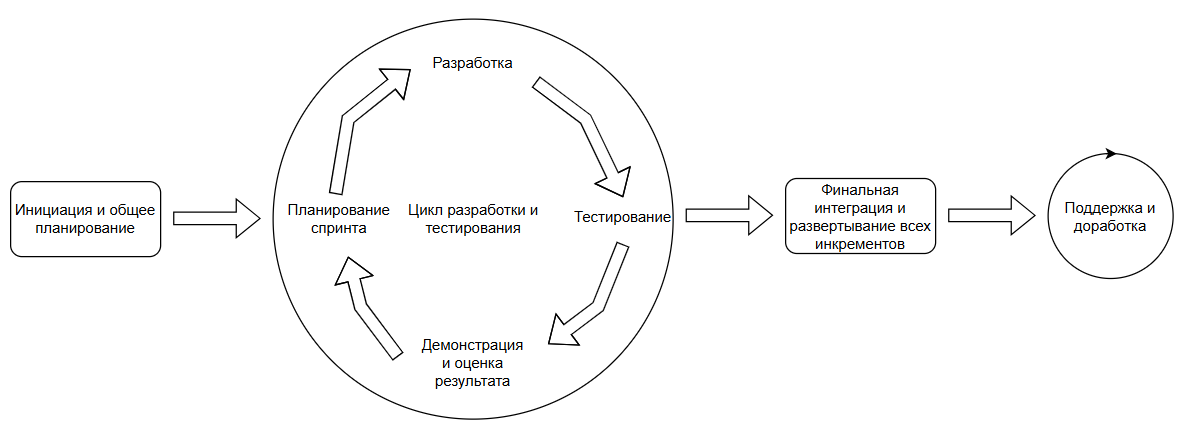 Инициация и общее
планирование
Разработка
Планирование
спринта
Цикл разработки и
тестирования
Тестирование
Демонстрация
и оценка
результата
Финальная
интеграция и
развертывание всех
инкрементов
Поддержка и
доработка